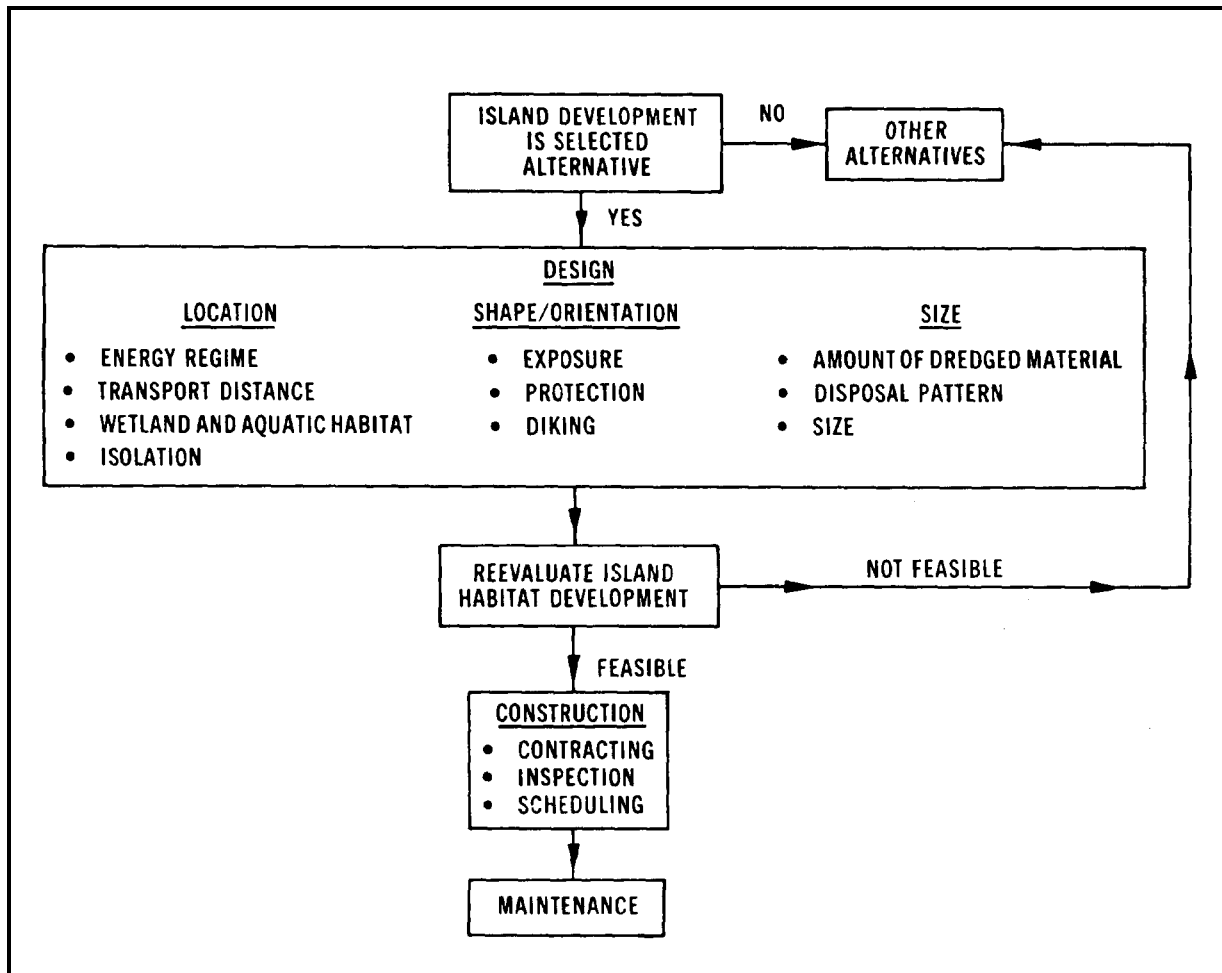 ISLAND DEVELOPMENT
IS SELECTED
ALTERNATIVE
NO
OTHER
ALTERNATIVES
YES
DESIGN
LOCATION
• ENERGY REGIME
• TRANSPORT DISTANCE
• WETLAND AND AQUATIC HABITAT
• ISOLATION
SHAPE/ORIENTATION
• EXPOSURE
• PROTECTION
• DIKING
SIZE
• AMOUNT OF DREDGED MATERIAL
• DISPOSAL PATTERN
• SIZE
REEVALUATE ISLAND
HABITAT DEVELOPMENT
NOT FEASIBLE
FEASIBLE
CONSTRUCTION
• CONTRACTING
• INSPECTION
• SCHEDULING
MAINTENANCE